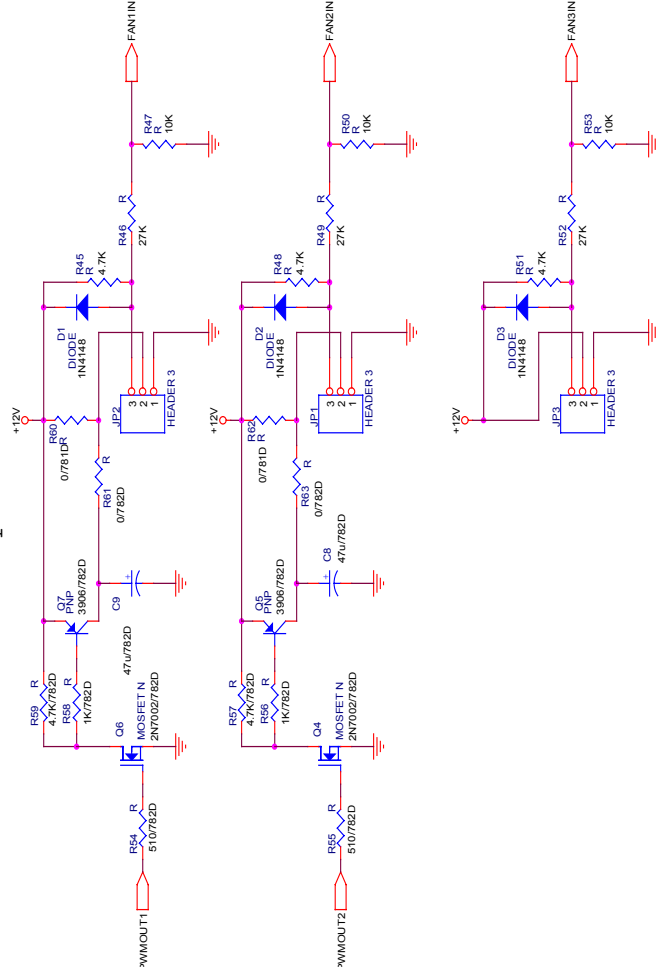 PWMOUT1
R54
R
510/782D
Q6
MOSFET N
2N7002/782D
R59
R
4.7K/782D
R58
R
1K/782D
Q7
PNP
3906/782D
C9
47u/782D
+
+12V
R60
R
0/781D
R61
R
0/782D
JP2
3
2
1
HEADER 3
D1
DIODE
1N4148
R45
R
4.7K
R46
R
27K
R47
R
10K
FAN1IN
PWMOUT2
R55
R
510/782D
Q4
MOSFET N
2N7002/782D
R57
R
4.7K/782D
R56
R
1K/782D
Q5
PNP
3906/782D
C8
47u/782D
+
+12V
R62
R
0/781D
R63
R
0/782D
JP1
3
2
1
HEADER 3
D2
DIODE
1N4148
R48
R
4.7K
R49
R
27K
R50
R
10K
FAN2IN
+12V
JP3
3
2
1
HEADER 3
D3
DIODE
1N4148
R51
R
4.7K
R52
R
27K
R53
R
10K
FAN3IN